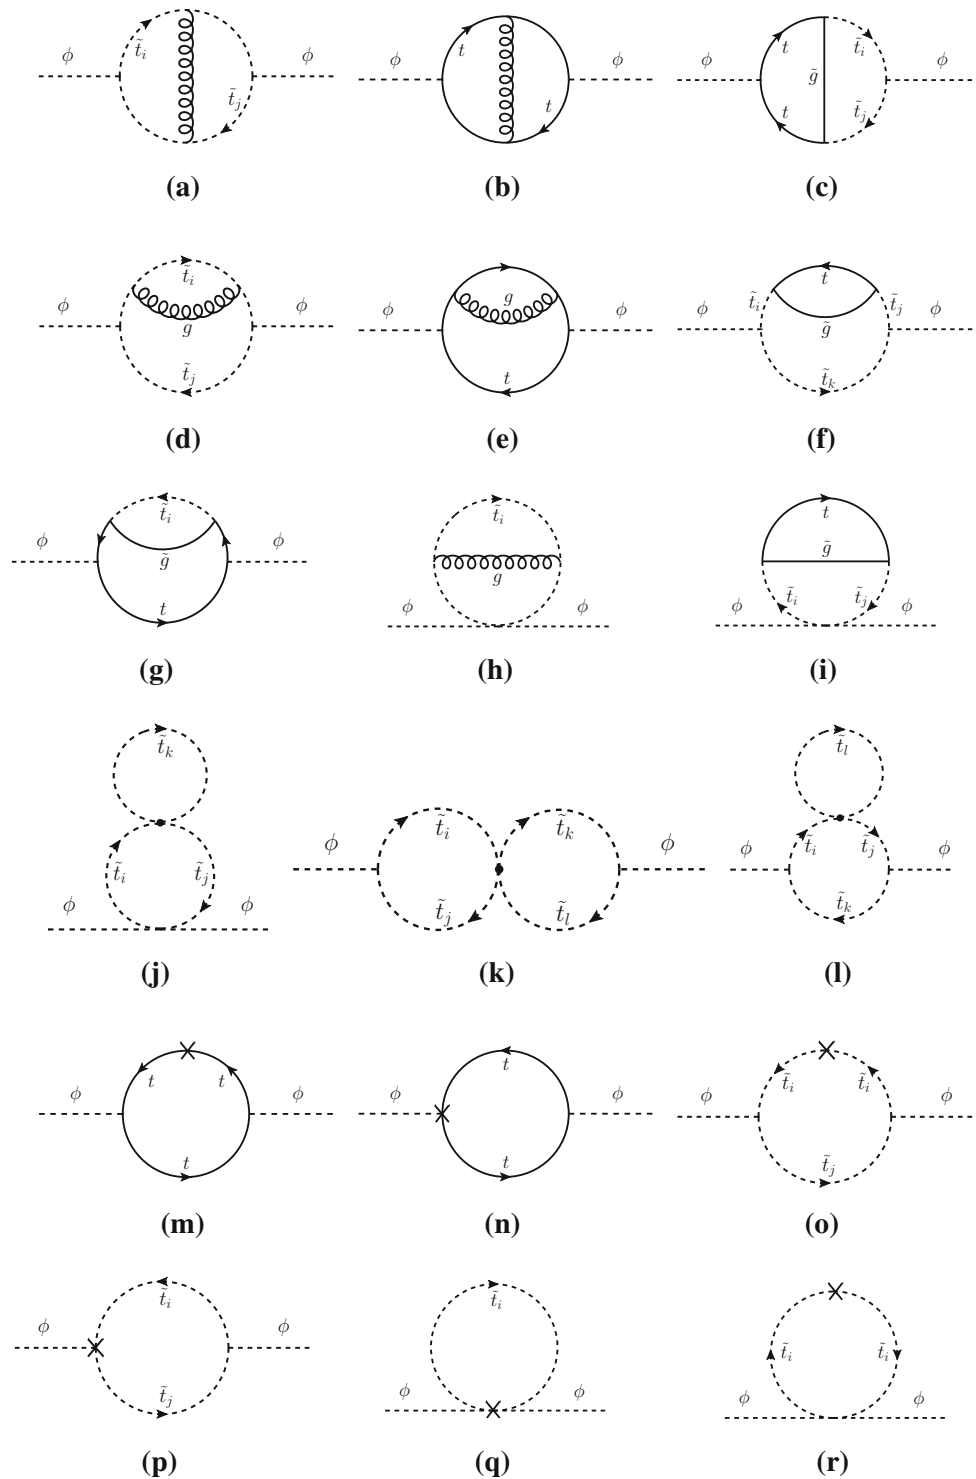 ϕ t̃_i t̃_j ϕ
ϕ t t ϕ
ϕ t t g̃ t̃_i t̃_j ϕ
(a) (b) (c)
ϕ t̃_i g t̃_j ϕ
ϕ g t ϕ
ϕ t̃_i t g̃ t̃_j t̃_k ϕ
(d) (e) (f)
ϕ t̃_i g̃ t ϕ
t̃_i g ϕ ϕ
t g̃ ϕ t̃_i t̃_j ϕ
(g) (h) (i)
t̃_k t̃_i t̃_j ϕ ϕ
ϕ t̃_i t̃_j t̃_k t̃_l ϕ
t̃_l ϕ t̃_i t̃_j t̃_k ϕ
(j) (k) (l)
ϕ t t t ϕ
ϕ t t ϕ
ϕ t̃_i t̃_i t̃_j ϕ
(m) (n) (o)
ϕ t̃_i t̃_j ϕ
t̃_i ϕ ϕ
t̃_i t̃_i ϕ ϕ
(p) (q) (r)